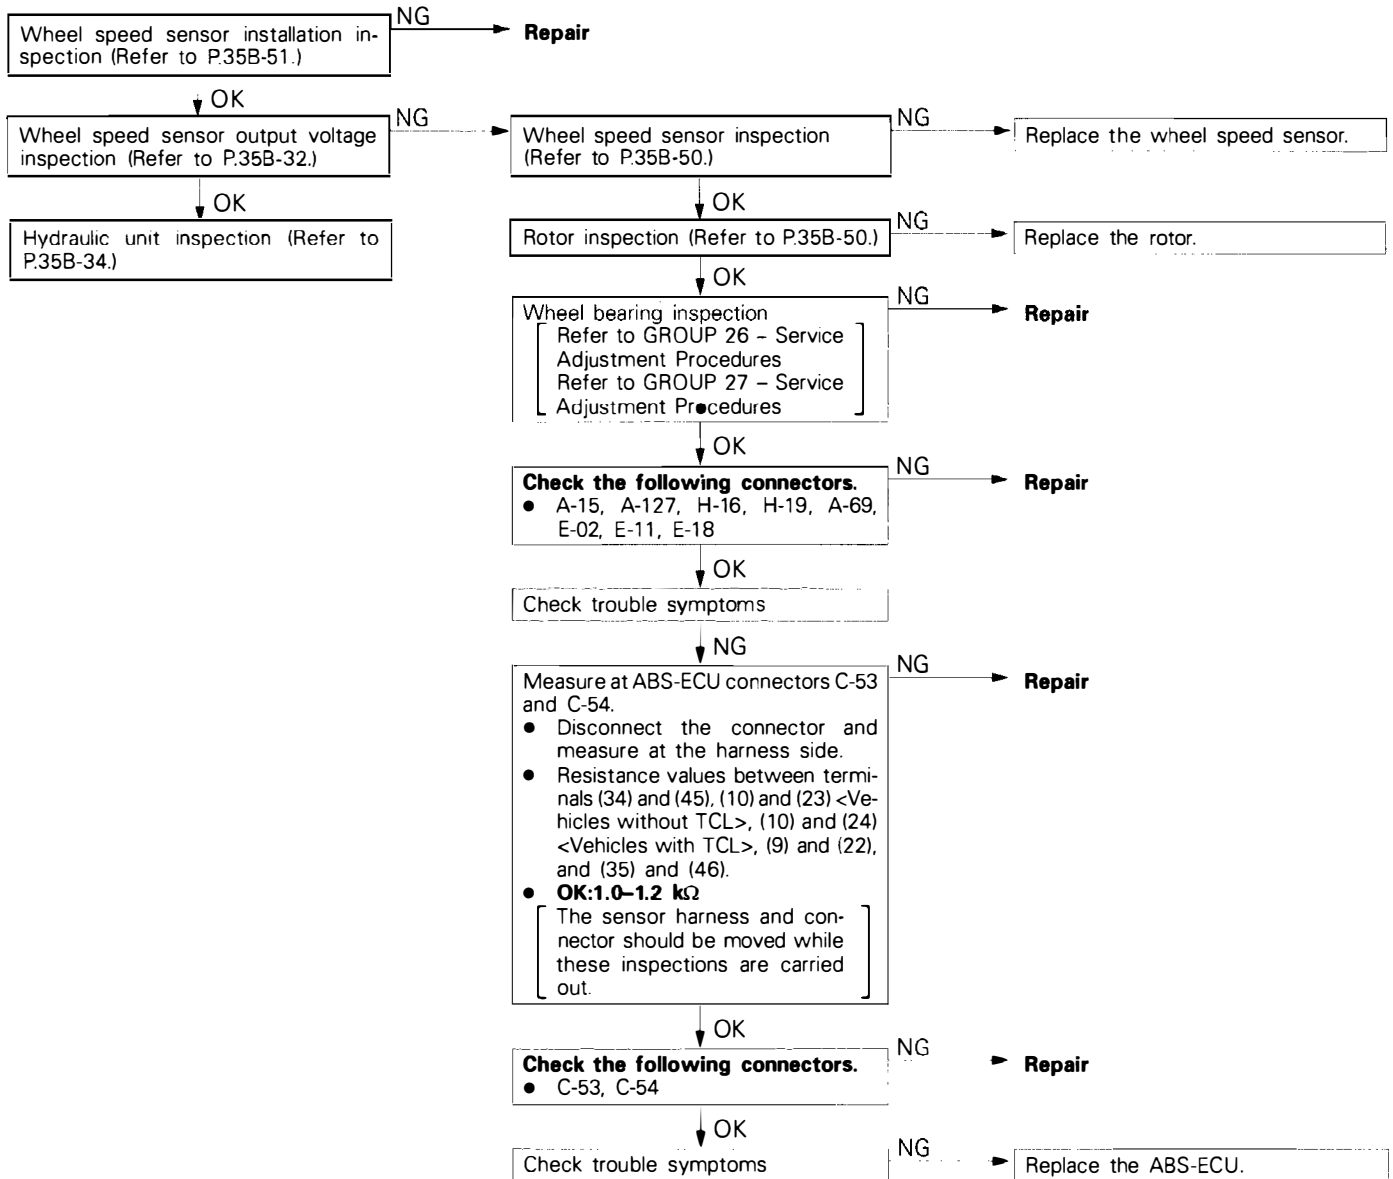 NG
Wheel speed sensor installation in-
spection (Refer to P.35B-51.)
Repair
OK
NG
NG
Wheel speed sensor output voltage
inspection (Refer to P.35B-32.)
Wheel speed sensor inspection
(Refer to P.35B-50.)
Replace the wheel speed sensor.
OK
OK
NG
Hydraulic unit inspection (Refer to
P.35B-34.)
Rotor inspection (Refer to P.35B-50.)
Replace the rotor.
OK
NG
Wheel bearing inspection
Refer to GROUP 26 – Service
Adjustment Procedures
Refer to GROUP 27 – Service
Adjustment Procedures
Repair
OK
NG
Check the following connectors.
● A-15, A-127, H-16, H-19, A-69,
E-02, E-11, E-18
Repair
OK
Check trouble symptoms
NG
NG
Measure at ABS-ECU connectors C-53
and C-54.
● Disconnect the connector and
measure at the harness side.
● Resistance values between termi-
nals (34) and (45), (10) and (23) <Ve-
hicles without TCL>, (10) and (24)
<Vehicles with TCL>, (9) and (22),
and (35) and (46).
● OK:1.0–1.2 kΩ
The sensor harness and con-
nector should be moved while
these inspections are carried
out.
Repair
OK
NG
Check the following connectors.
● C-53, C-54
Repair
OK
NG
Check trouble symptoms
Replace the ABS-ECU.